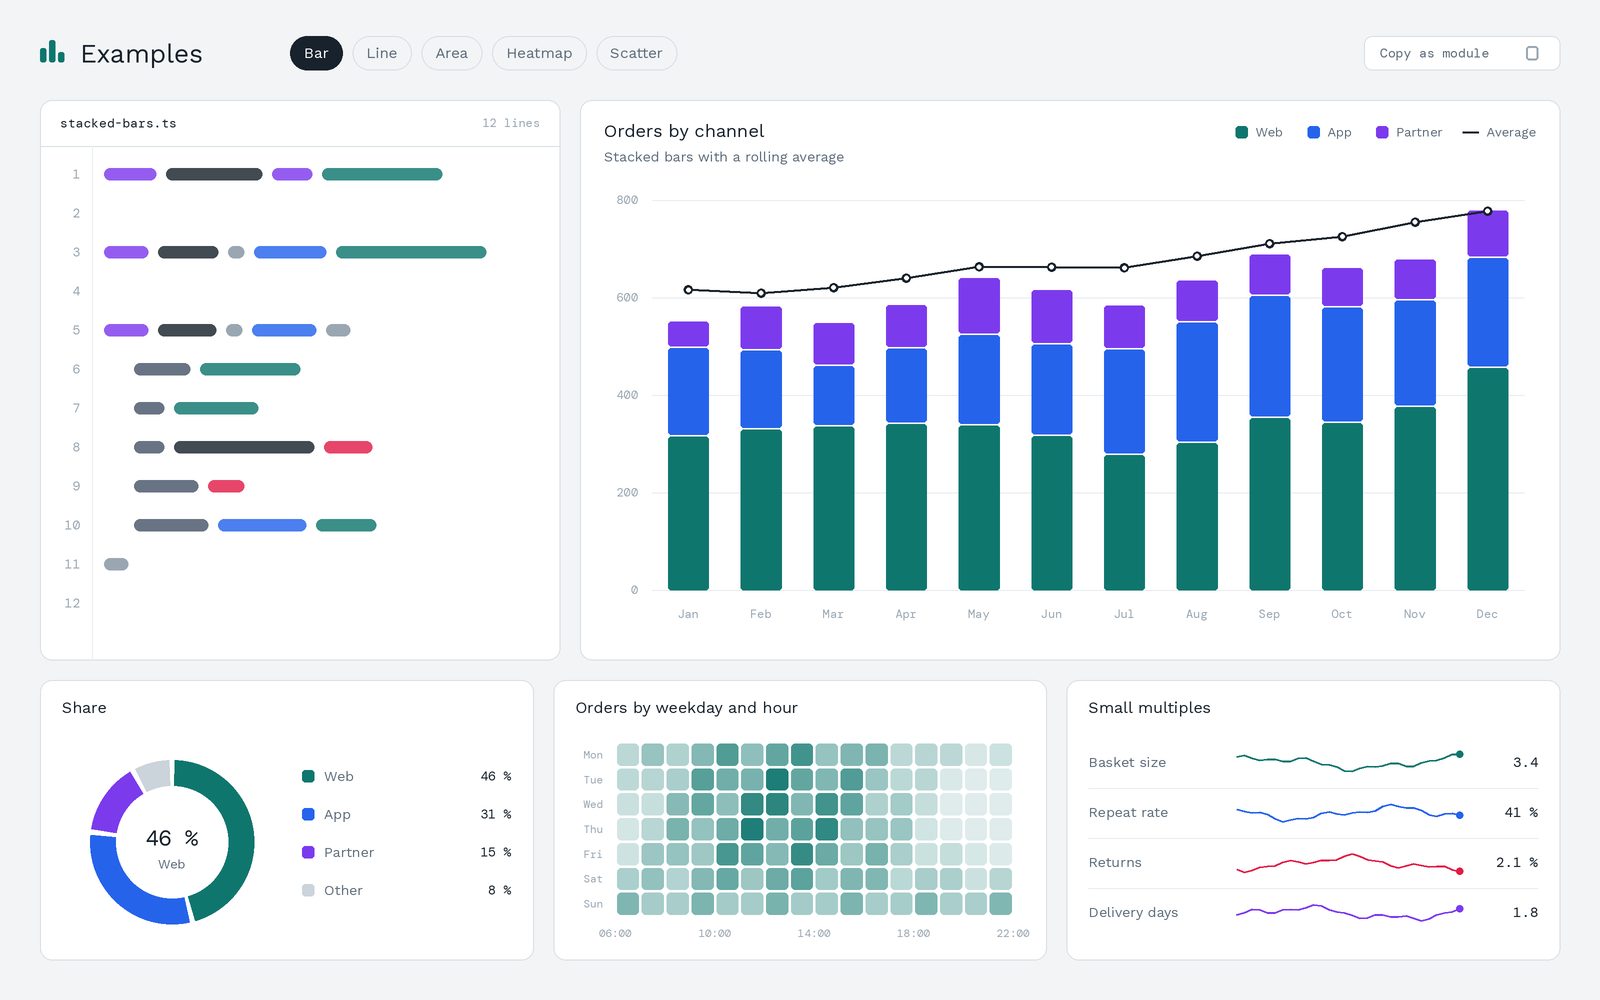 Examples
Bar
Line
Area
Heatmap
Scatter
Copy as module
stacked-bars.ts
12 lines
1
2
3
4
5
6
7
8
9
10
11
12
Orders by channel
Stacked bars with a rolling average
Web
App
Partner
Average
800
600
400
200
0
Jan Feb Mar Apr May Jun Jul Aug Sep Oct Nov Dec
Share
46 %
Web
Web 46 %
App 31 %
Partner 15 %
Other 8 %
Orders by weekday and hour
Mon
Tue
Wed
Thu
Fri
Sat
Sun
06:00 10:00 14:00 18:00 22:00
Small multiples
Basket size 3.4
Repeat rate 41 %
Returns 2.1 %
Delivery days 1.8